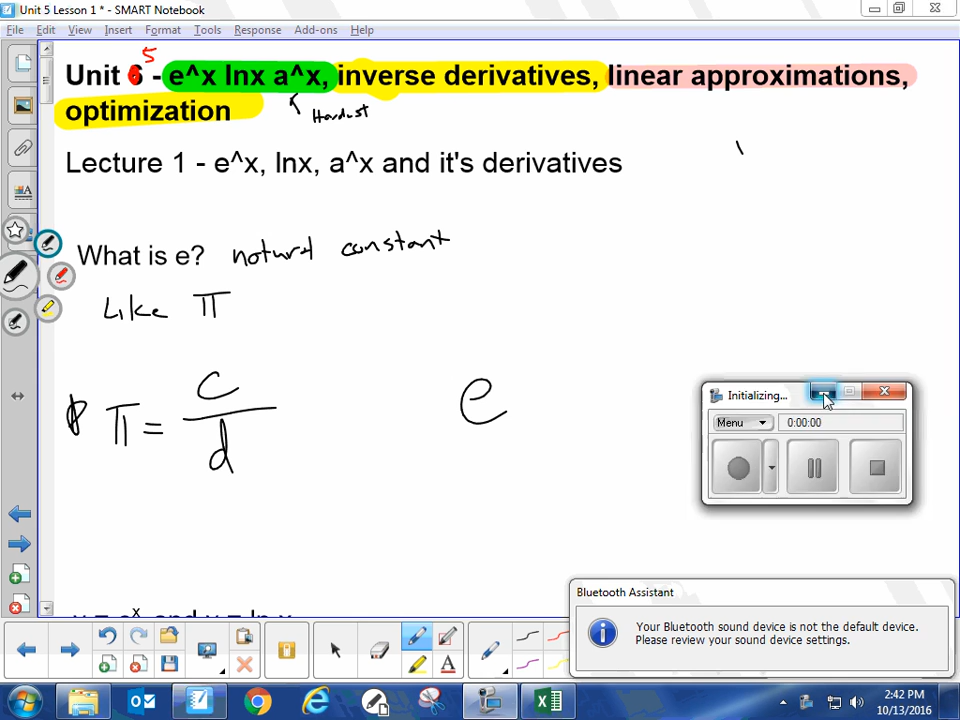 Unit 5 Lesson 1 * - SMART Notebook
File Edit View Insert Format Tools Response Add-ons Help
5
Unit 6 - e^x lnx a^x, inverse derivatives, linear approximations,
optimization
Hardest
Lecture 1 - e^x, lnx, a^x and it's derivatives
What is e? natural constant
Like π
π = c/d
e
Initializing...
Menu 0:00:00
y = e^x and y = ln x
Bluetooth Assistant
Your Bluetooth sound device is not the default device.
Please review your sound device settings.
2:42 PM
10/13/2016